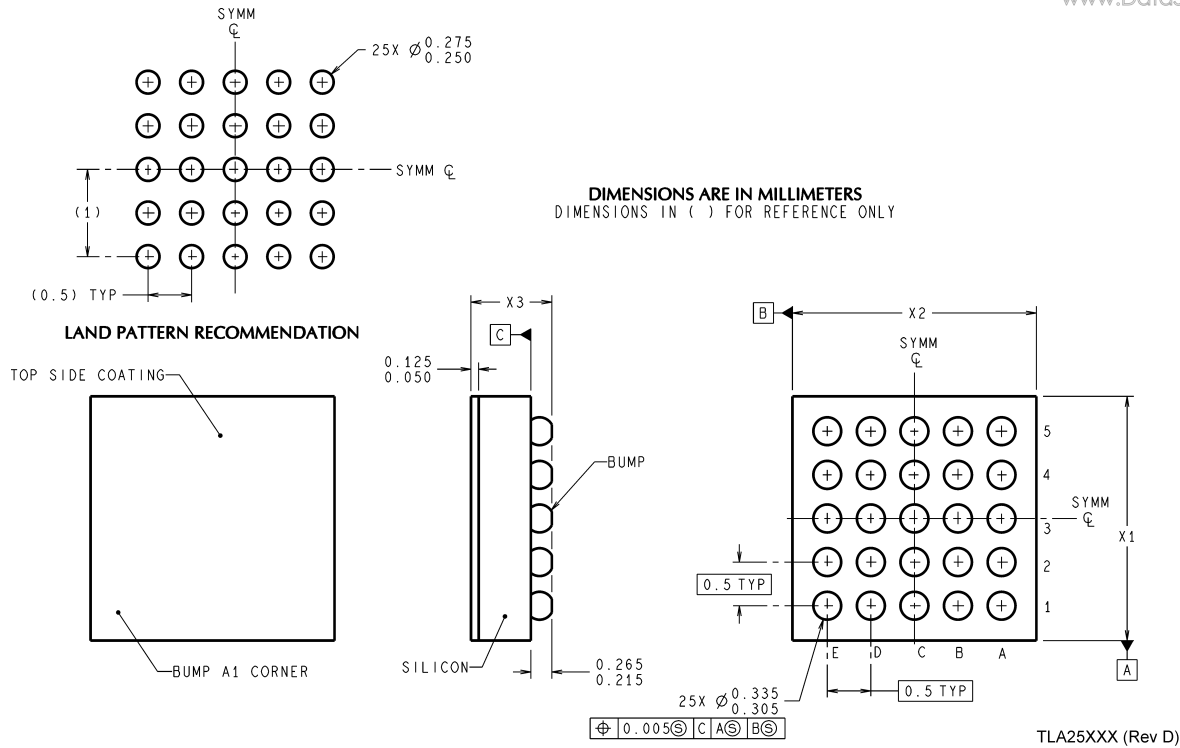 www.DataS
SYMM
℄
25X Ø 0.275
0.250
SYMM ℄
(1)
(0.5) TYP
LAND PATTERN RECOMMENDATION
DIMENSIONS ARE IN MILLIMETERS
DIMENSIONS IN ( ) FOR REFERENCE ONLY
TOP SIDE COATING
BUMP A1 CORNER
X3
C
0.125
0.050
BUMP
SILICON
0.265
0.215
B
X2
SYMM
℄
5
4
3
2
1
SYMM
℄
X1
0.5 TYP
E D C B A
A
0.5 TYP
25X Ø 0.335
0.305
⌖ 0.005Ⓢ C AⓈ BⓈ
TLA25XXX (Rev D)